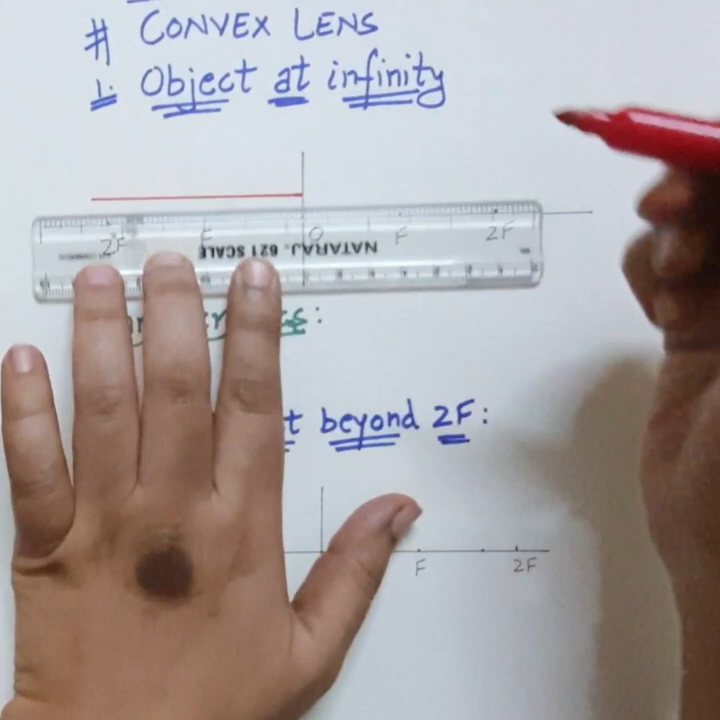 # CONVEX LENS
1. Object at infinity
2F F O F 2F
NATARAJ. 621 SCALE
:
t beyond 2F:
F 2F